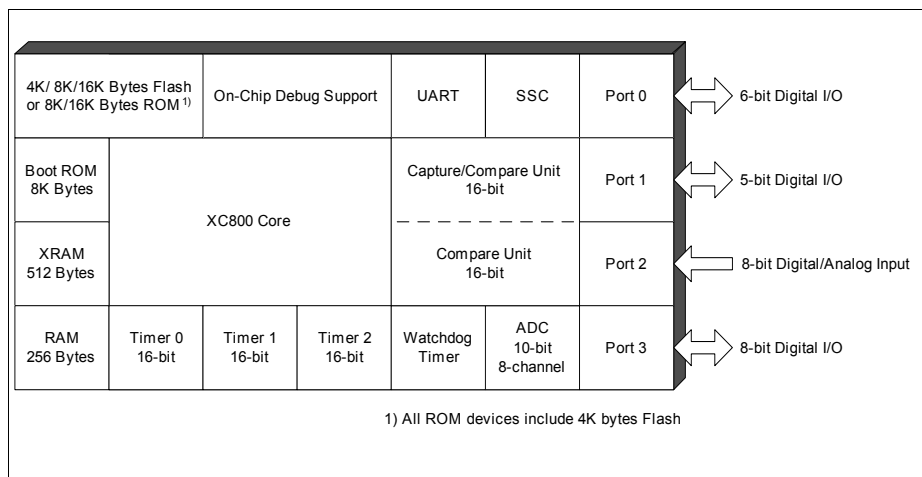 4K/ 8K/16K Bytes Flash
or 8K/16K Bytes ROM 1)
On-Chip Debug Support
UART
SSC
Port 0
6-bit Digital I/O
Boot ROM
8K Bytes
XC800 Core
Capture/Compare Unit
16-bit
Port 1
5-bit Digital I/O
XRAM
512 Bytes
Compare Unit
16-bit
Port 2
8-bit Digital/Analog Input
RAM
256 Bytes
Timer 0
16-bit
Timer 1
16-bit
Timer 2
16-bit
Watchdog
Timer
ADC
10-bit
8-channel
Port 3
8-bit Digital I/O
1) All ROM devices include 4K bytes Flash